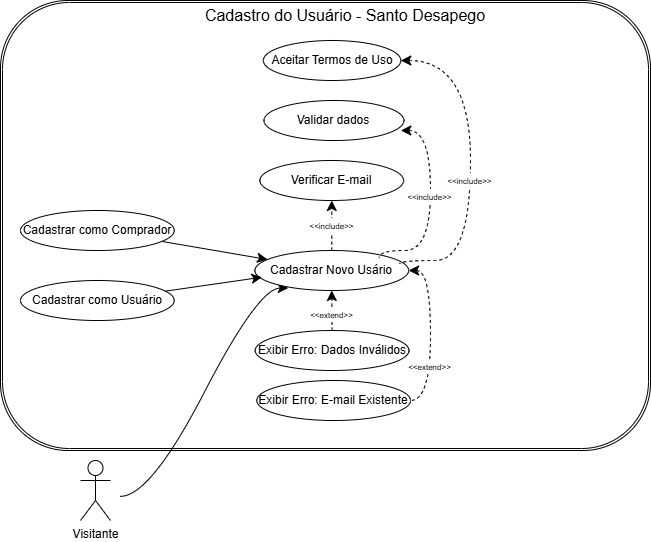 Cadastro do Usuário - Santo Desapego
Aceitar Termos de Uso
Validar dados
Verificar E-mail
<<include>>
<<include>>
<<include>>
Cadastrar como Comprador
Cadastrar Novo Usário
Cadastrar como Usuário
<<extend>>
Exibir Erro: Dados Inválidos
<<extend>>
Exibir Erro: E-mail Existente
Visitante